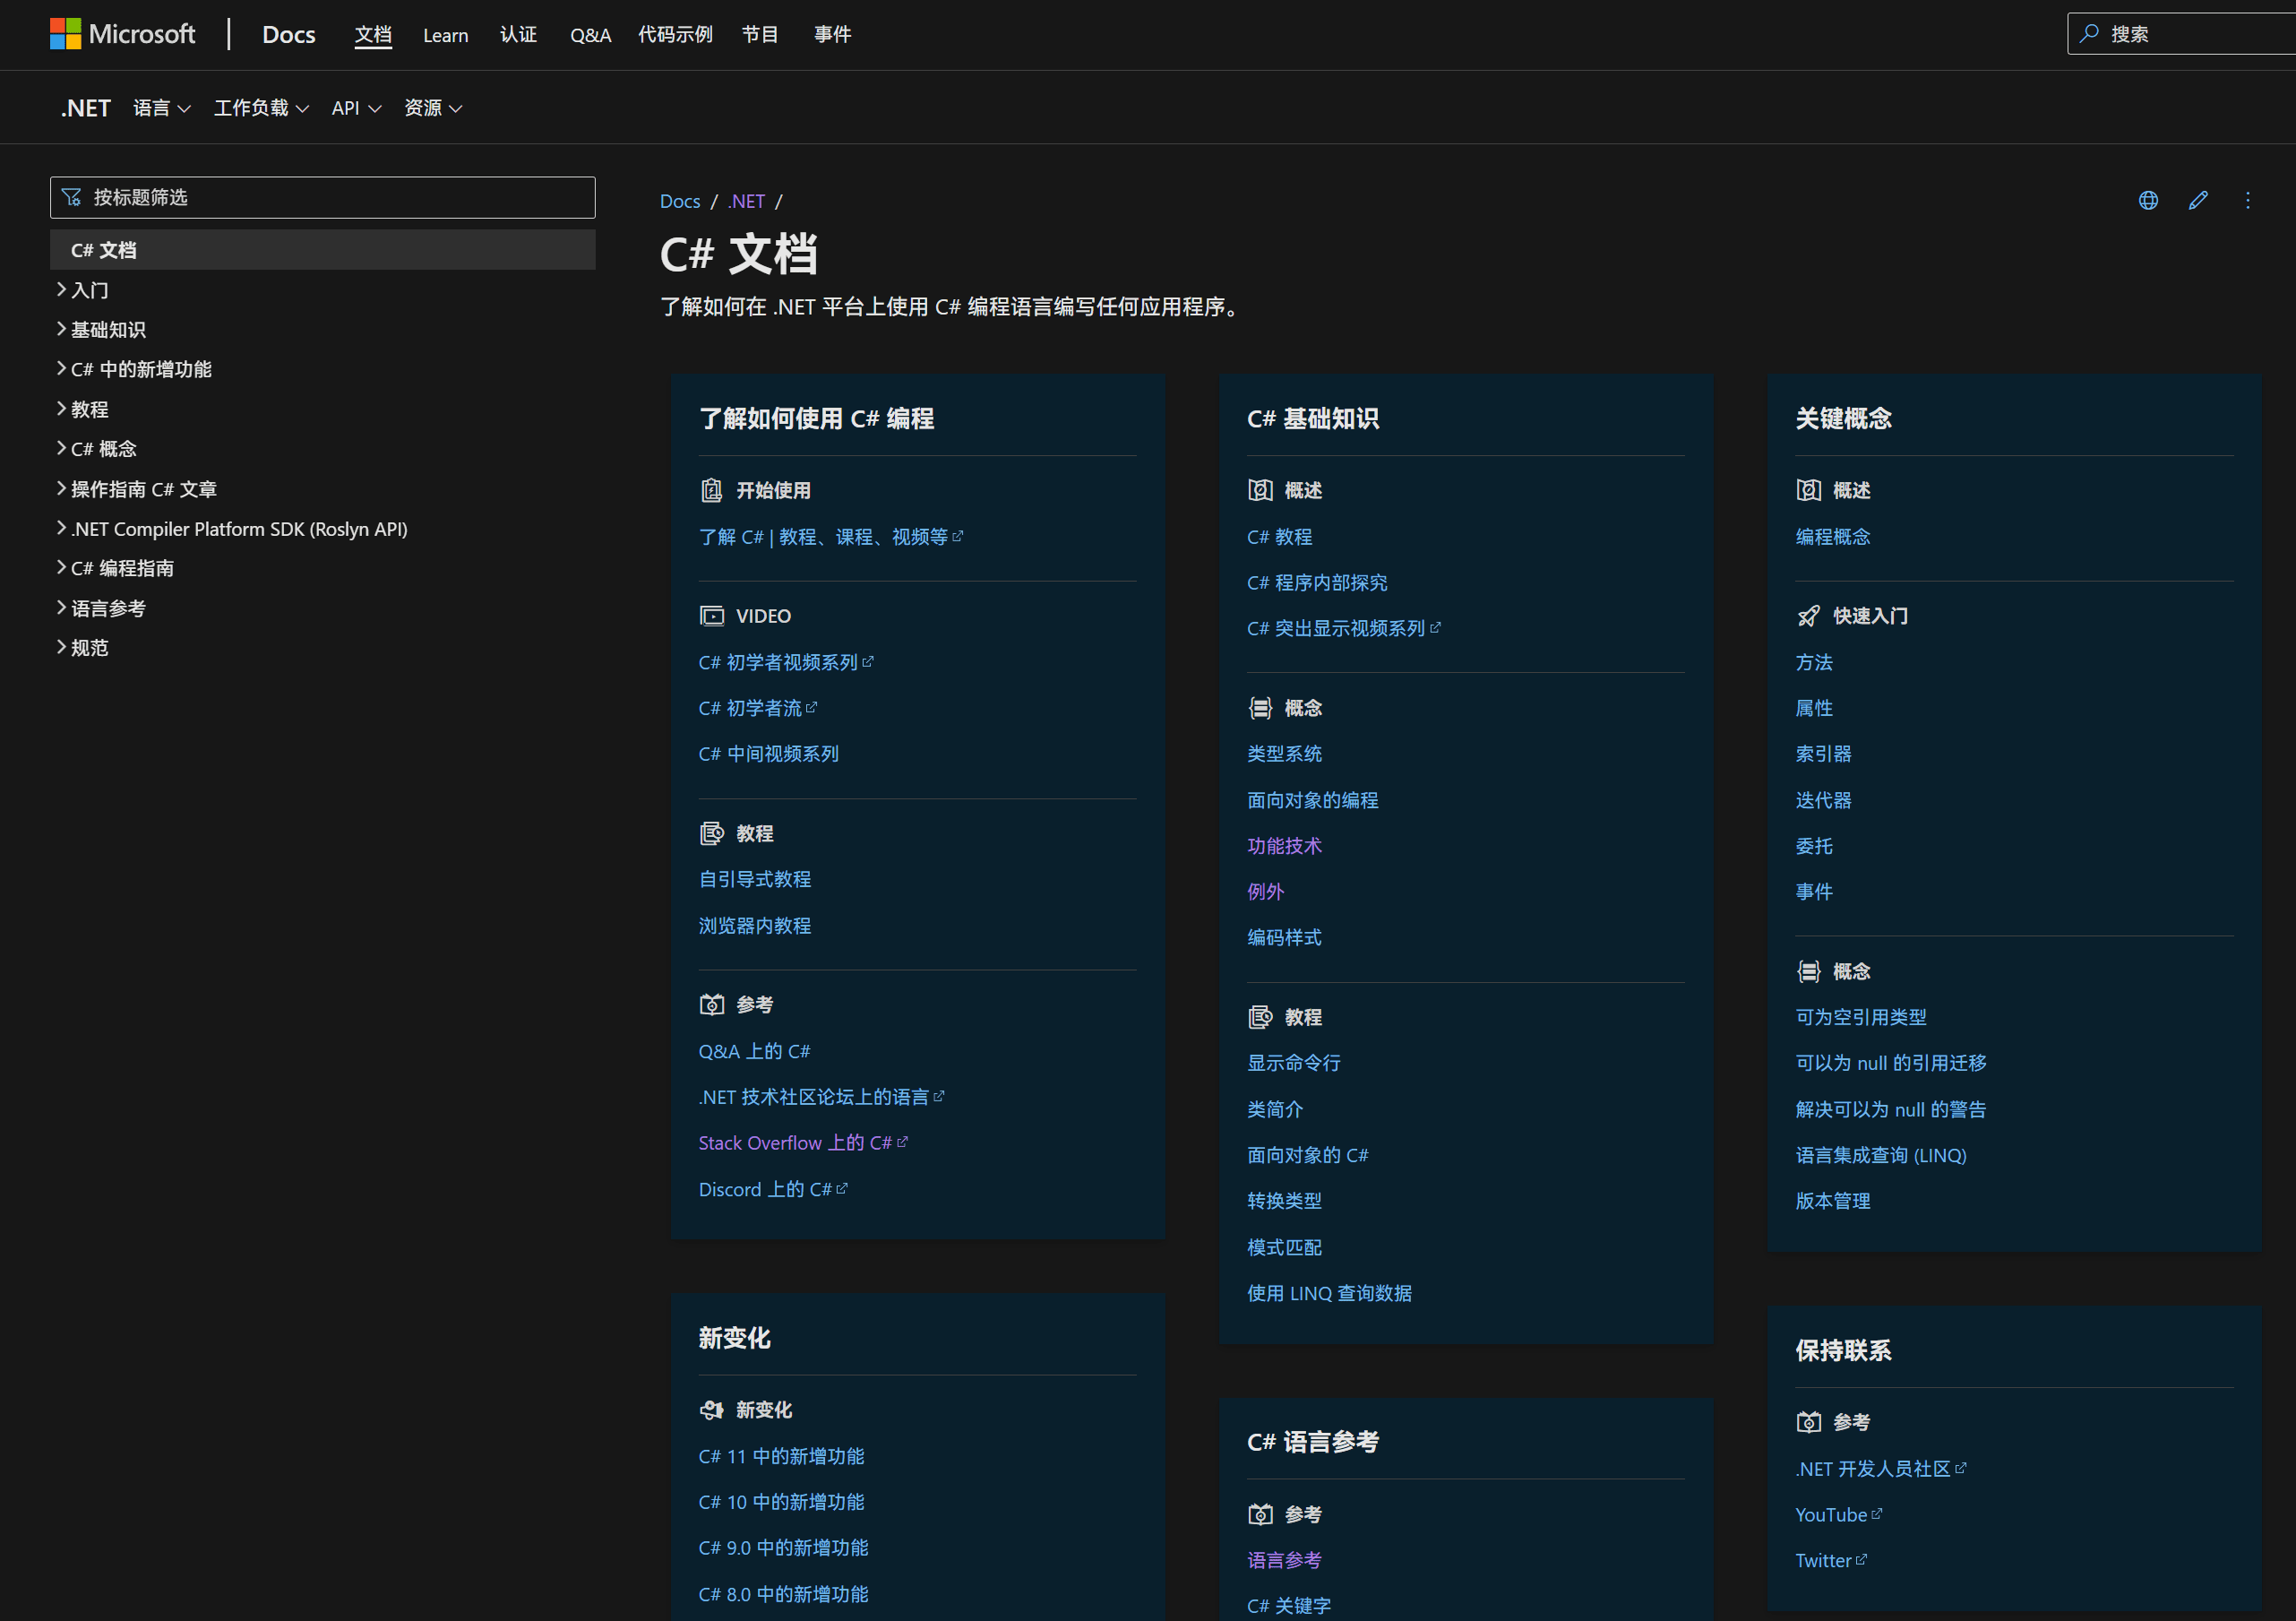 Microsoft Docs 文档 Learn 认证 Q&A 代码示例 节目 事件 搜索
.NET 语言 工作负载 API 资源
按标题筛选
C# 文档
入门
基础知识
C# 中的新增功能
教程
C# 概念
操作指南 C# 文章
.NET Compiler Platform SDK (Roslyn API)
C# 编程指南
语言参考
规范
Docs / .NET /
C# 文档
了解如何在 .NET 平台上使用 C# 编程语言编写任何应用程序。
了解如何使用 C# 编程
开始使用
了解 C# | 教程、课程、视频等
VIDEO
C# 初学者视频系列
C# 初学者流
C# 中间视频系列
教程
自引导式教程
浏览器内教程
参考
Q&A 上的 C#
.NET 技术社区论坛上的语言
Stack Overflow 上的 C#
Discord 上的 C#
新变化
新变化
C# 11 中的新增功能
C# 10 中的新增功能
C# 9.0 中的新增功能
C# 8.0 中的新增功能
C# 基础知识
概述
C# 教程
C# 程序内部探究
C# 突出显示视频系列
概念
类型系统
面向对象的编程
功能技术
例外
编码样式
教程
显示命令行
类简介
面向对象的 C#
转换类型
模式匹配
使用 LINQ 查询数据
C# 语言参考
参考
语言参考
C# 关键字
关键概念
概述
编程概念
快速入门
方法
属性
索引器
迭代器
委托
事件
概念
可为空引用类型
可以为 null 的引用迁移
解决可以为 null 的警告
语言集成查询 (LINQ)
版本管理
保持联系
参考
.NET 开发人员社区
YouTube
Twitter